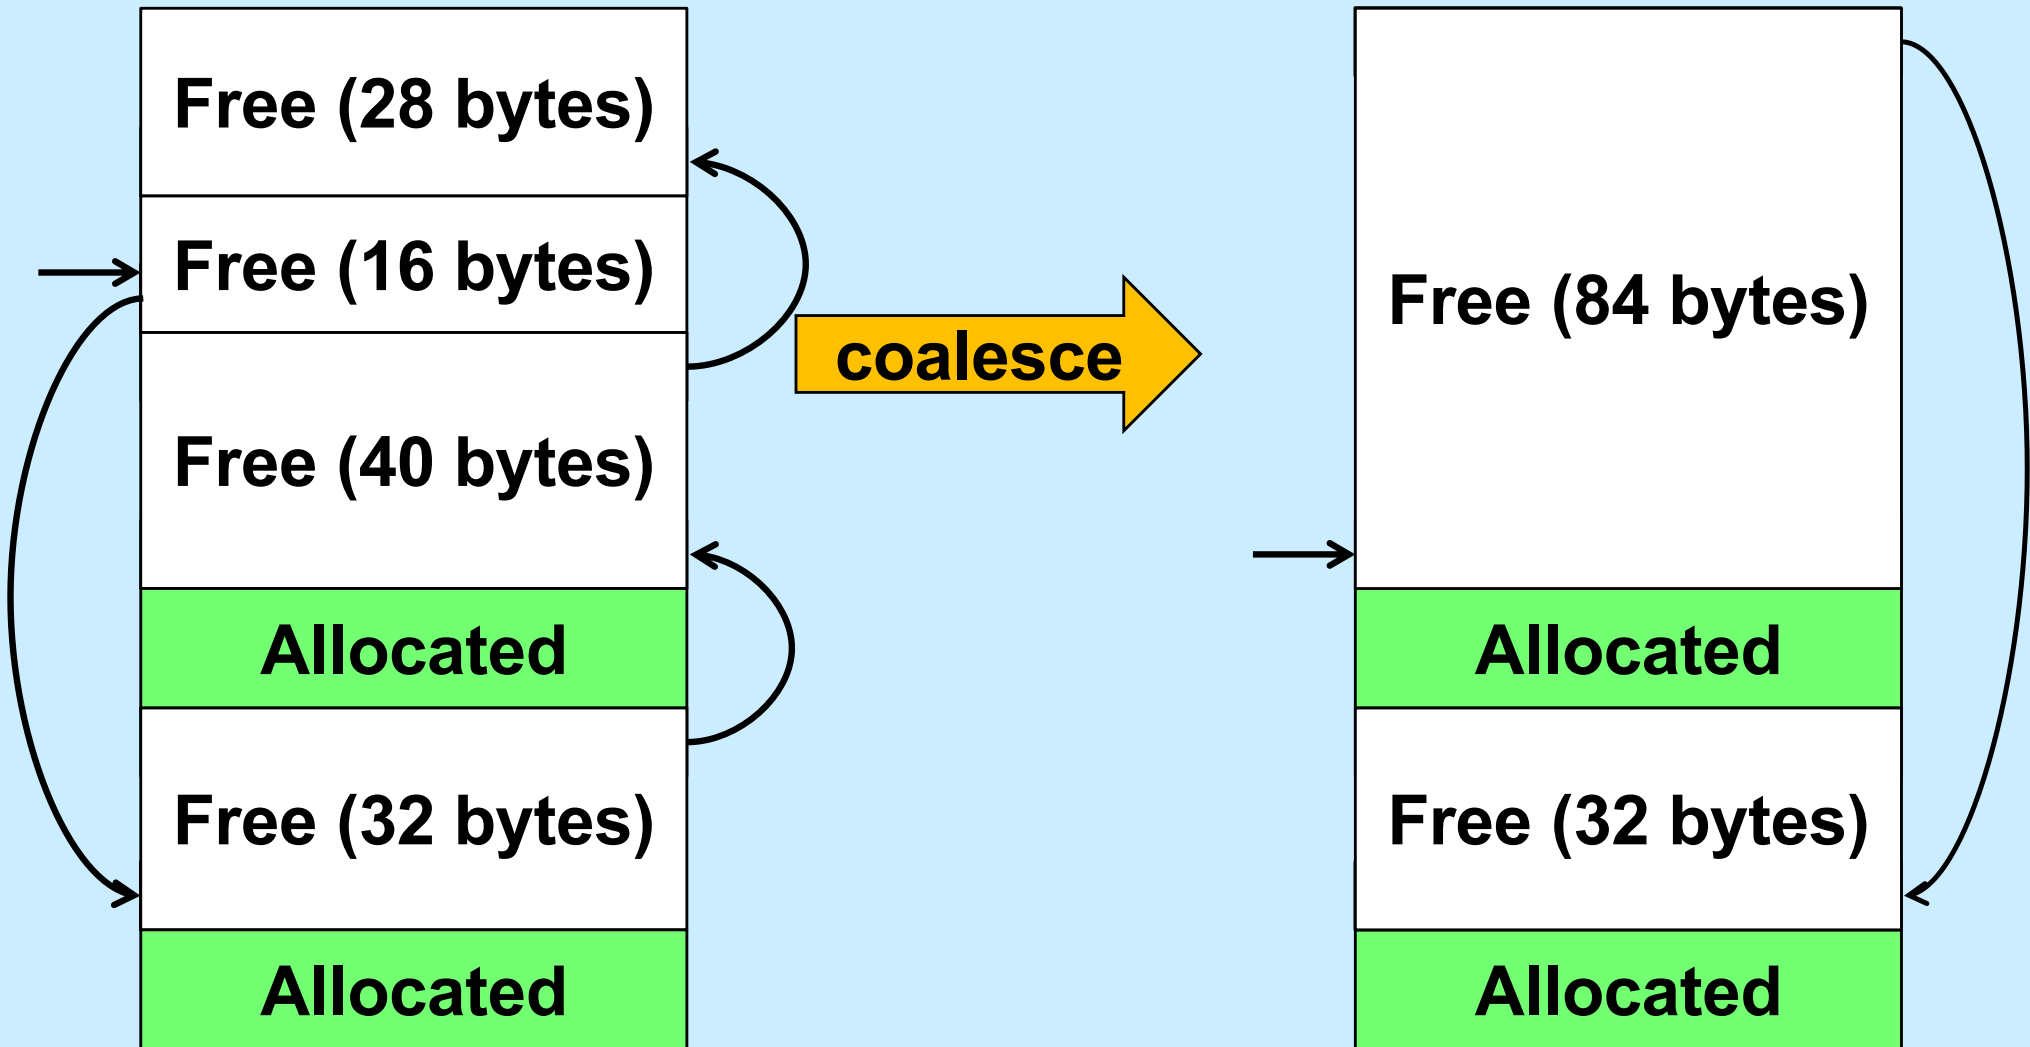 Free (28 bytes)
Free (16 bytes)
Free (40 bytes)
Allocated
Free (32 bytes)
Allocated
coalesce
Free (84 bytes)
Allocated
Free (32 bytes)
Allocated